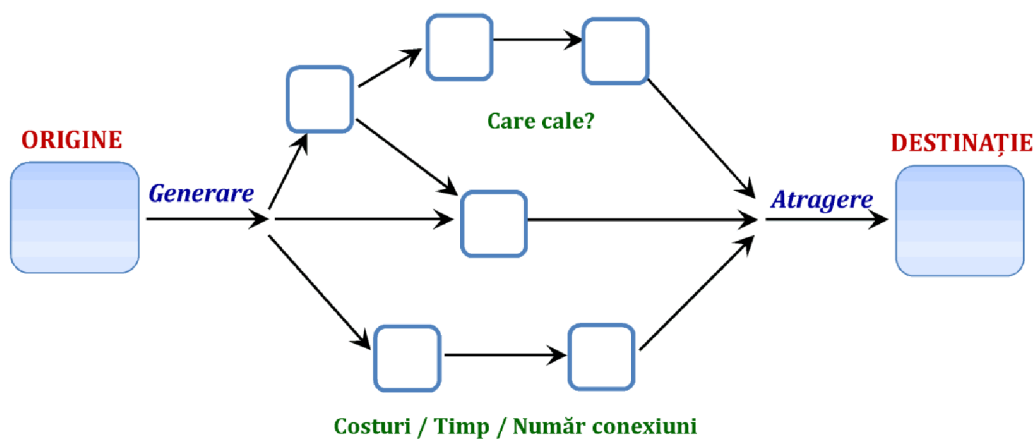 Care cale?
ORIGINE
DESTINAȚIE
Generare
Atragere
Costuri / Timp / Număr conexiuni